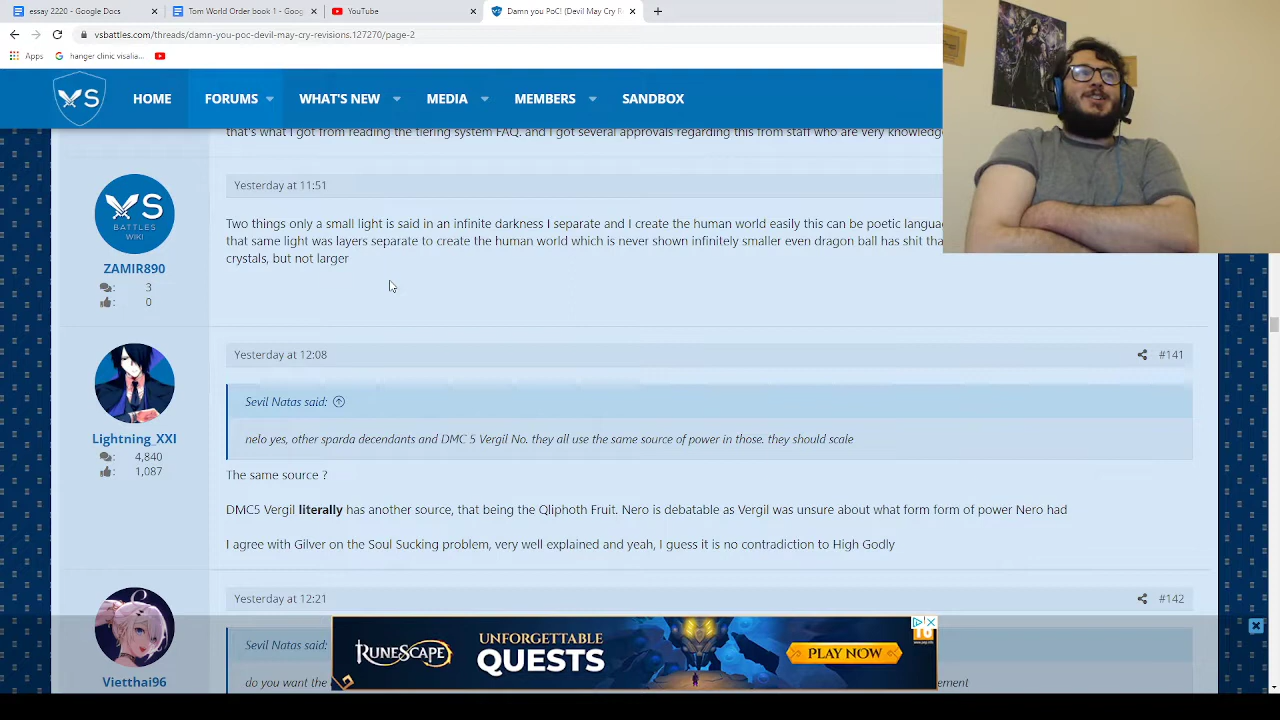 essay 2220 - Google Docs
Tom World Order book 1 - Goog
YouTube
Damn you PoC! (Devil May Cry R
vsbattles.com/threads/damn-you-poc-devil-may-cry-revisions.127270/page-2
Apps
hanger clinic visalia...
VS
HOME
FORUMS
WHAT'S NEW
MEDIA
MEMBERS
SANDBOX
that's what I got from reading the tiering system FAQ. and I got several approvals regarding this from staff who are very knowled
Yesterday at 11:51
VS
BATTLES
WIKI
ZAMIR890
3
0
Two things only a small light is said in an infinite darkness I separate and I create the human world easily this can be poetic langua
that same light was layers separate to create the human world which is never shown infinitely smaller even dragon ball has shit tha
crystals, but not larger
Yesterday at 12:08
#141
Lightning_XXI
4,840
1,087
Sevil Natas said:
nelo yes, other sparda decendants and DMC 5 Vergil No. they all use the same source of power in those. they should scale
The same source ?
DMC5 Vergil literally has another source, that being the Qliphoth Fruit. Nero is debatable as Vergil was unsure about what form form of power Nero had
I agree with Gilver on the Soul Sucking problem, very well explained and yeah, I guess it is no contradiction to High Godly
Yesterday at 12:21
#142
Vietthai96
Sevil Natas said:
do you want the
ement
RUNESCAPE
UNFORGETTABLE
QUESTS
PLAY NOW